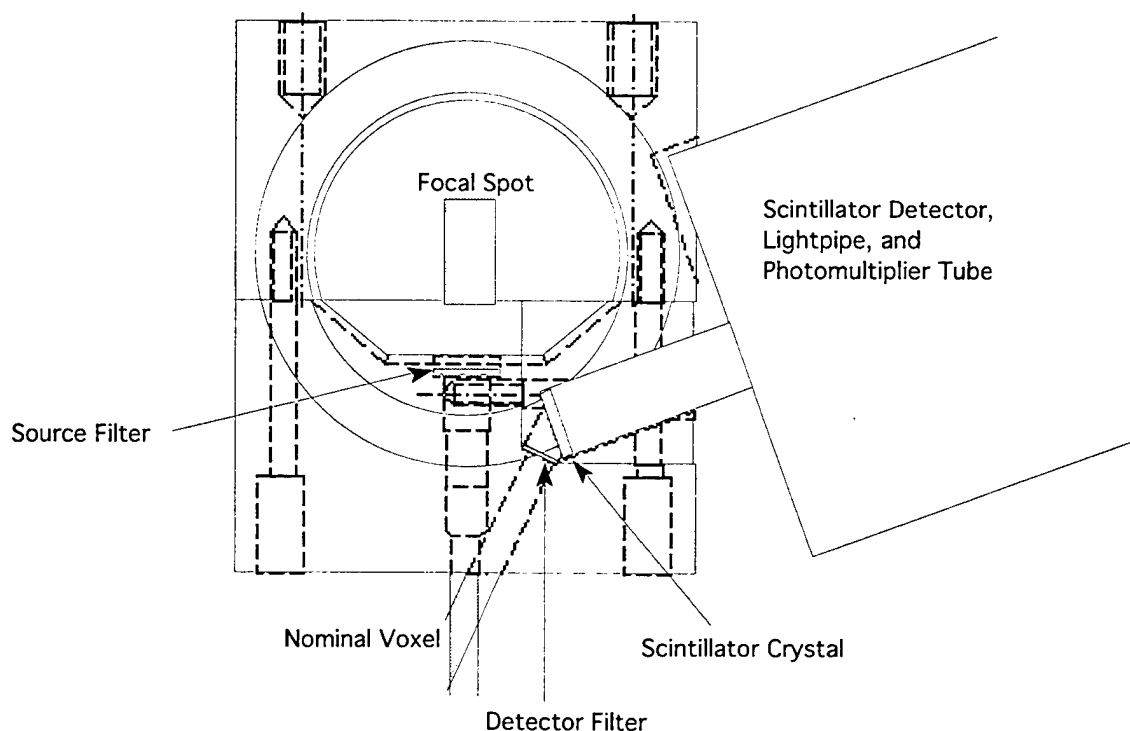 Focal Spot
Scintillator Detector,
Lightpipe, and
Photomultiplier Tube
Source Filter
Nominal Voxel
Scintillator Crystal
Detector Filter